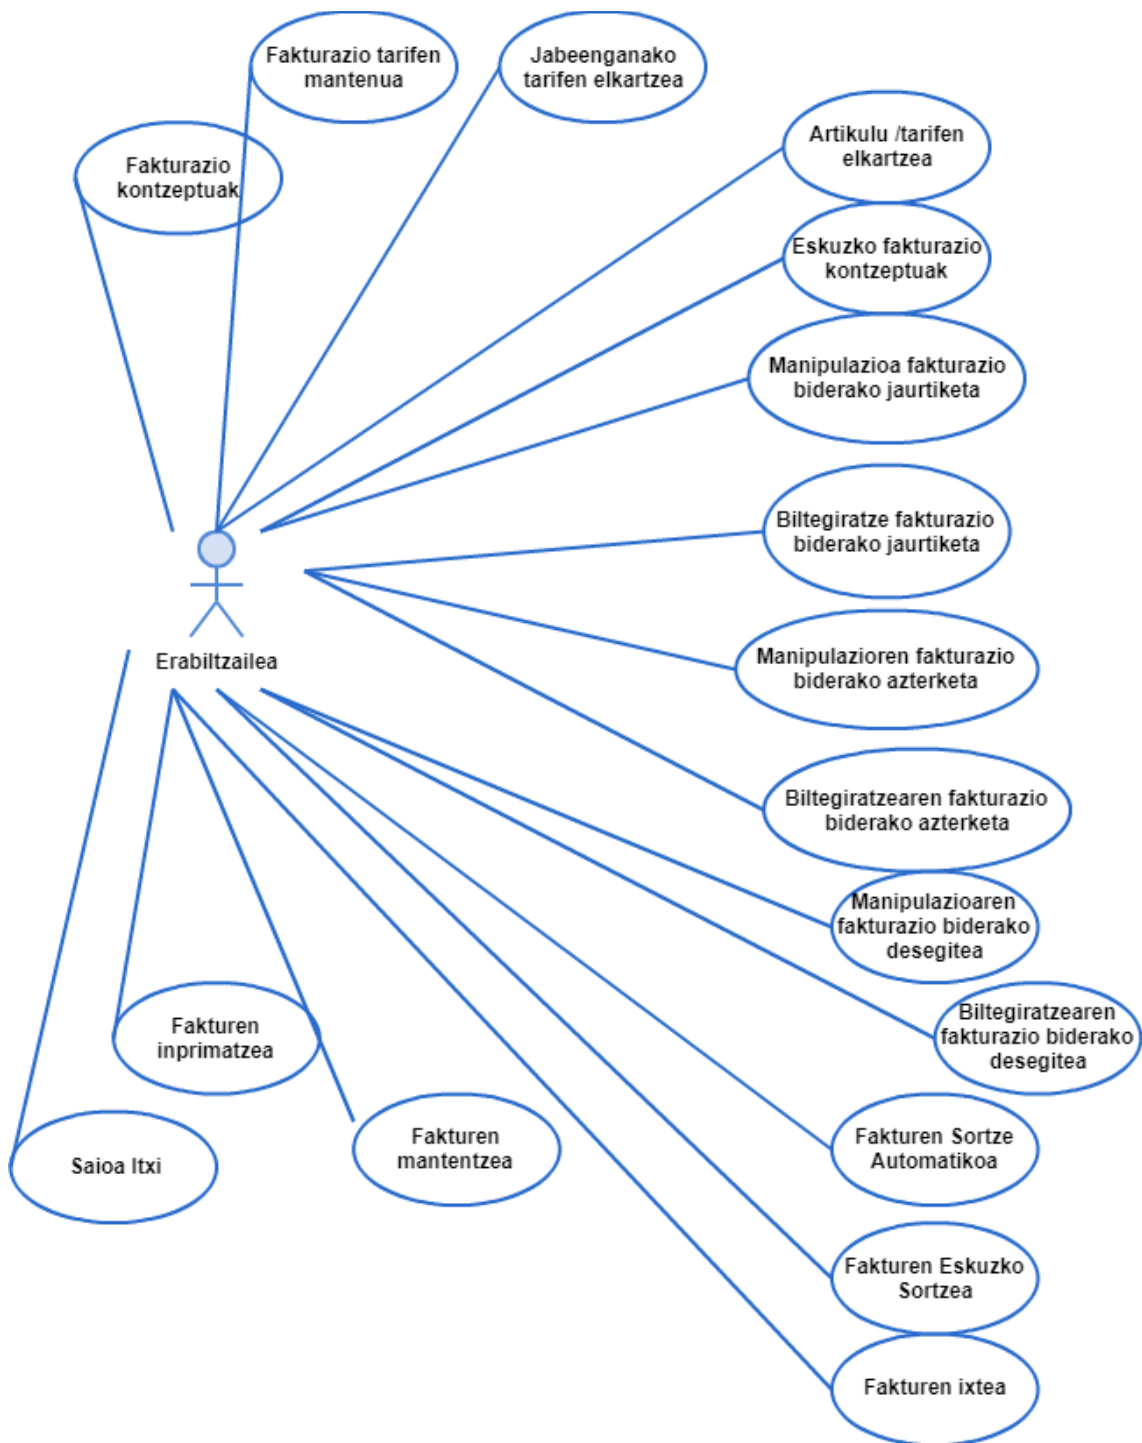 Fakturazio tarifen
mantenua
Jabeenganako
tarifen elkartzea
Fakturazio
kontzeptuak
Artikulu /tarifen
elkartzea
Eskuzko fakturazio
kontzeptuak
Manipulazioa fakturazio
biderako jaurtiketa
Biltegiratze fakturazio
biderako jaurtiketa
Erabiltzailea
Manipulazioren fakturazio
biderako azterketa
Biltegiratzearen fakturazio
biderako azterketa
Manipulazioaren
fakturazio biderako
desegitea
Biltegiratzearen
fakturazio biderako
desegitea
Fakturen
inprimatzea
Fakturen
mantentzea
Saioa Itxi
Fakturen Sortze
Automatikoa
Fakturen Eskuzko
Sortzea
Fakturen ixtea